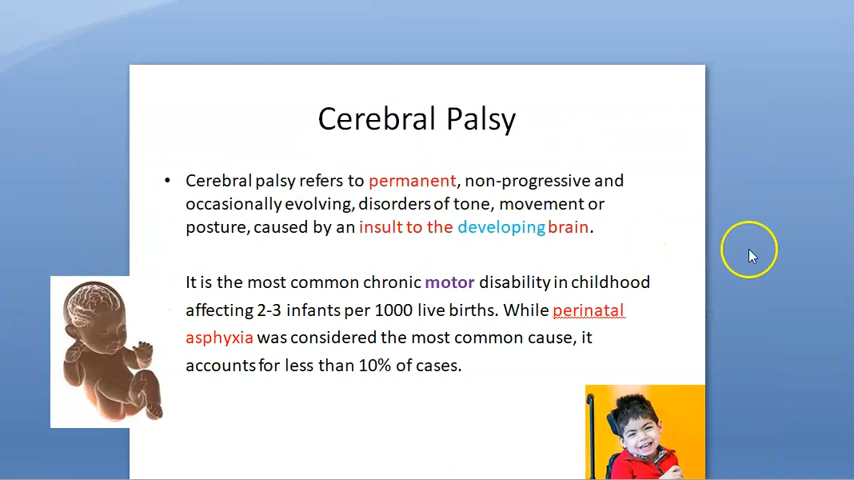 Cerebral Palsy
• Cerebral palsy refers to permanent, non-progressive and
occasionally evolving, disorders of tone, movement or
posture, caused by an insult to the developing brain.
It is the most common chronic motor disability in childhood
affecting 2-3 infants per 1000 live births. While perinatal
asphyxia was considered the most common cause, it
accounts for less than 10% of cases.